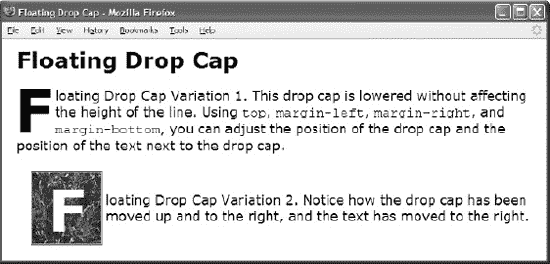 Floating Drop Cap - Mozilla Firefox
File Edit View History Bookmarks Tools Help
Floating Drop Cap
Floating Drop Cap Variation 1. This drop cap is lowered without affecting
the height of the line. Using top, margin-left, margin-right, and
margin-bottom, you can adjust the position of the drop cap and the
position of the text next to the drop cap.
Floating Drop Cap Variation 2. Notice how the drop cap has been
moved up and to the right, and the text has moved to the right.